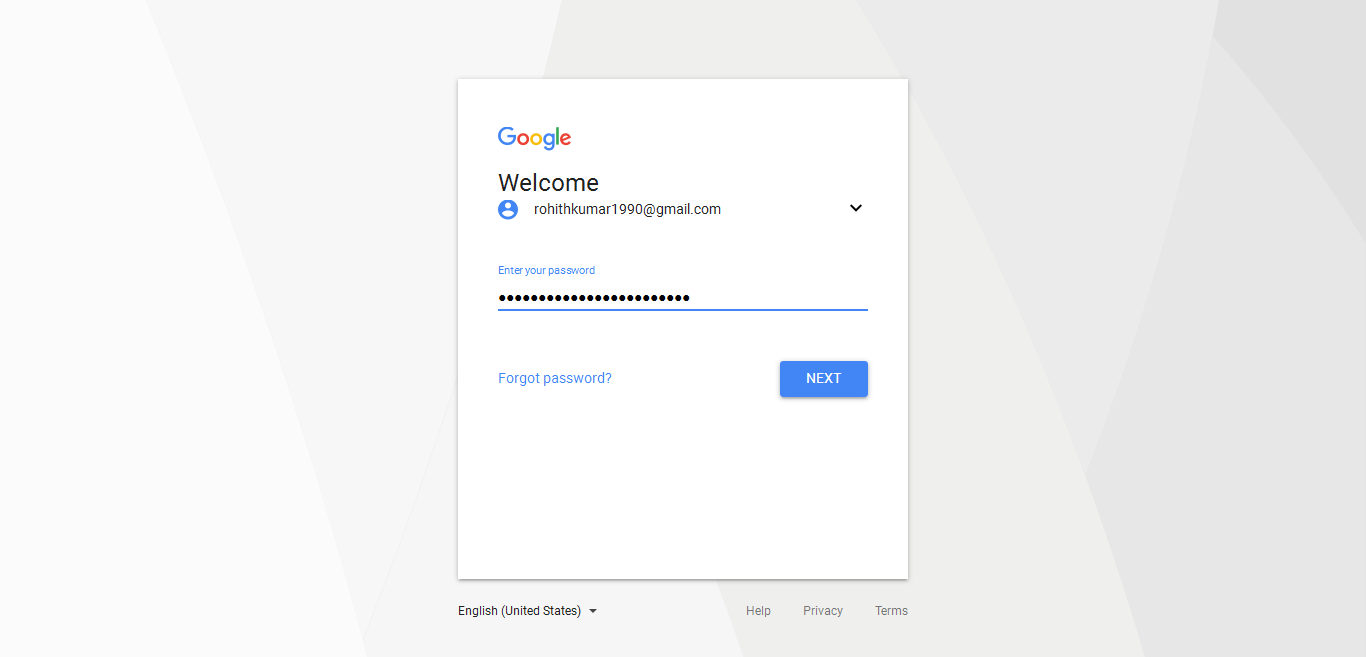 Google
Welcome
rohithkumar1990@gmail.com
Enter your password
••••••••••••••••••••••••
Forgot password?
NEXT
English (United States)
Help Privacy Terms